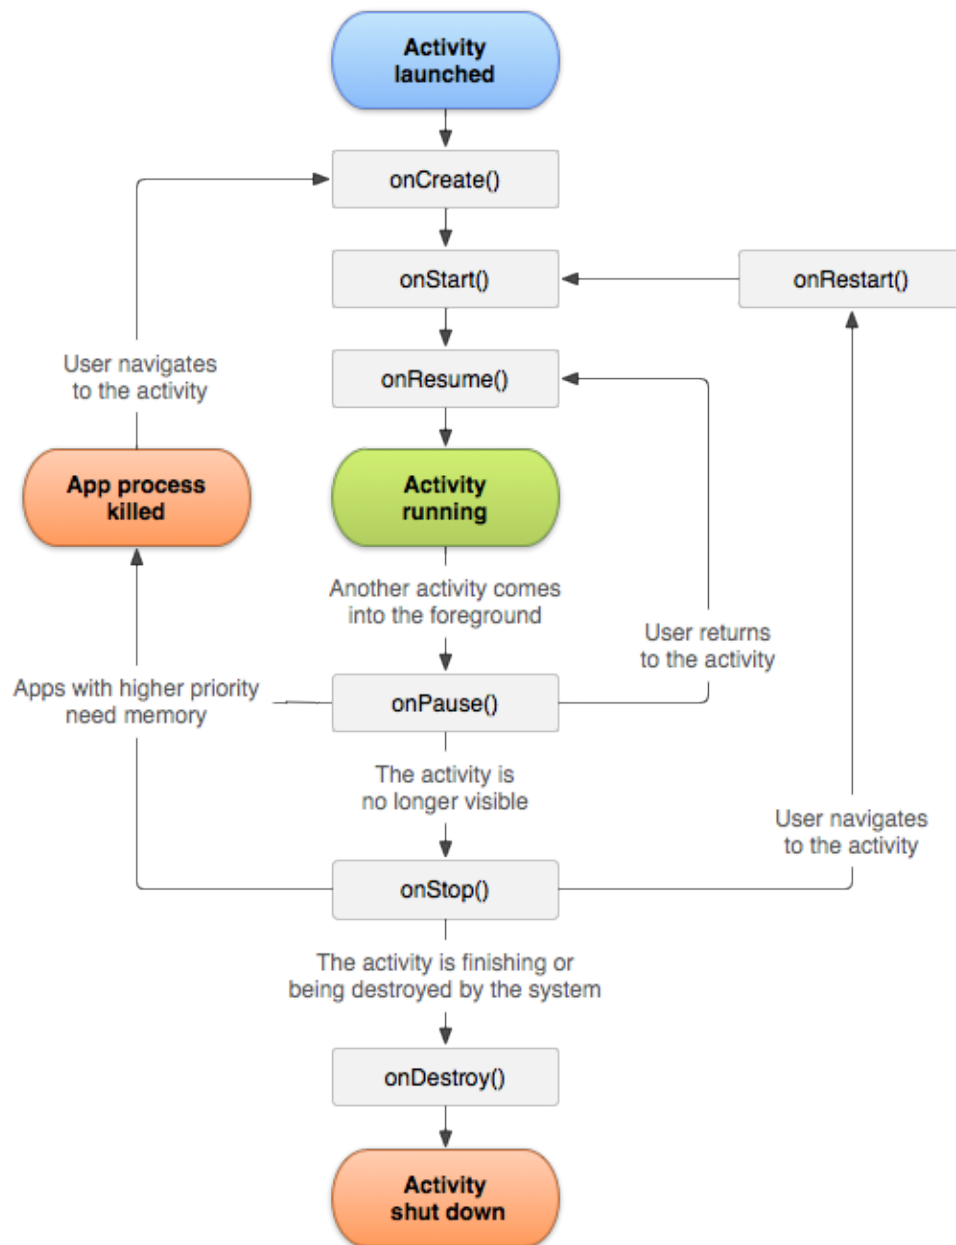 Activity
launched
onCreate()
onStart()
onRestart()
User navigates
to the activity
onResume()
App process
killed
Activity
running
Another activity comes
into the foreground
User returns
to the activity
Apps with higher priority
need memory
onPause()
The activity is
no longer visible
User navigates
to the activity
onStop()
The activity is finishing or
being destroyed by the system
onDestroy()
Activity
shut down